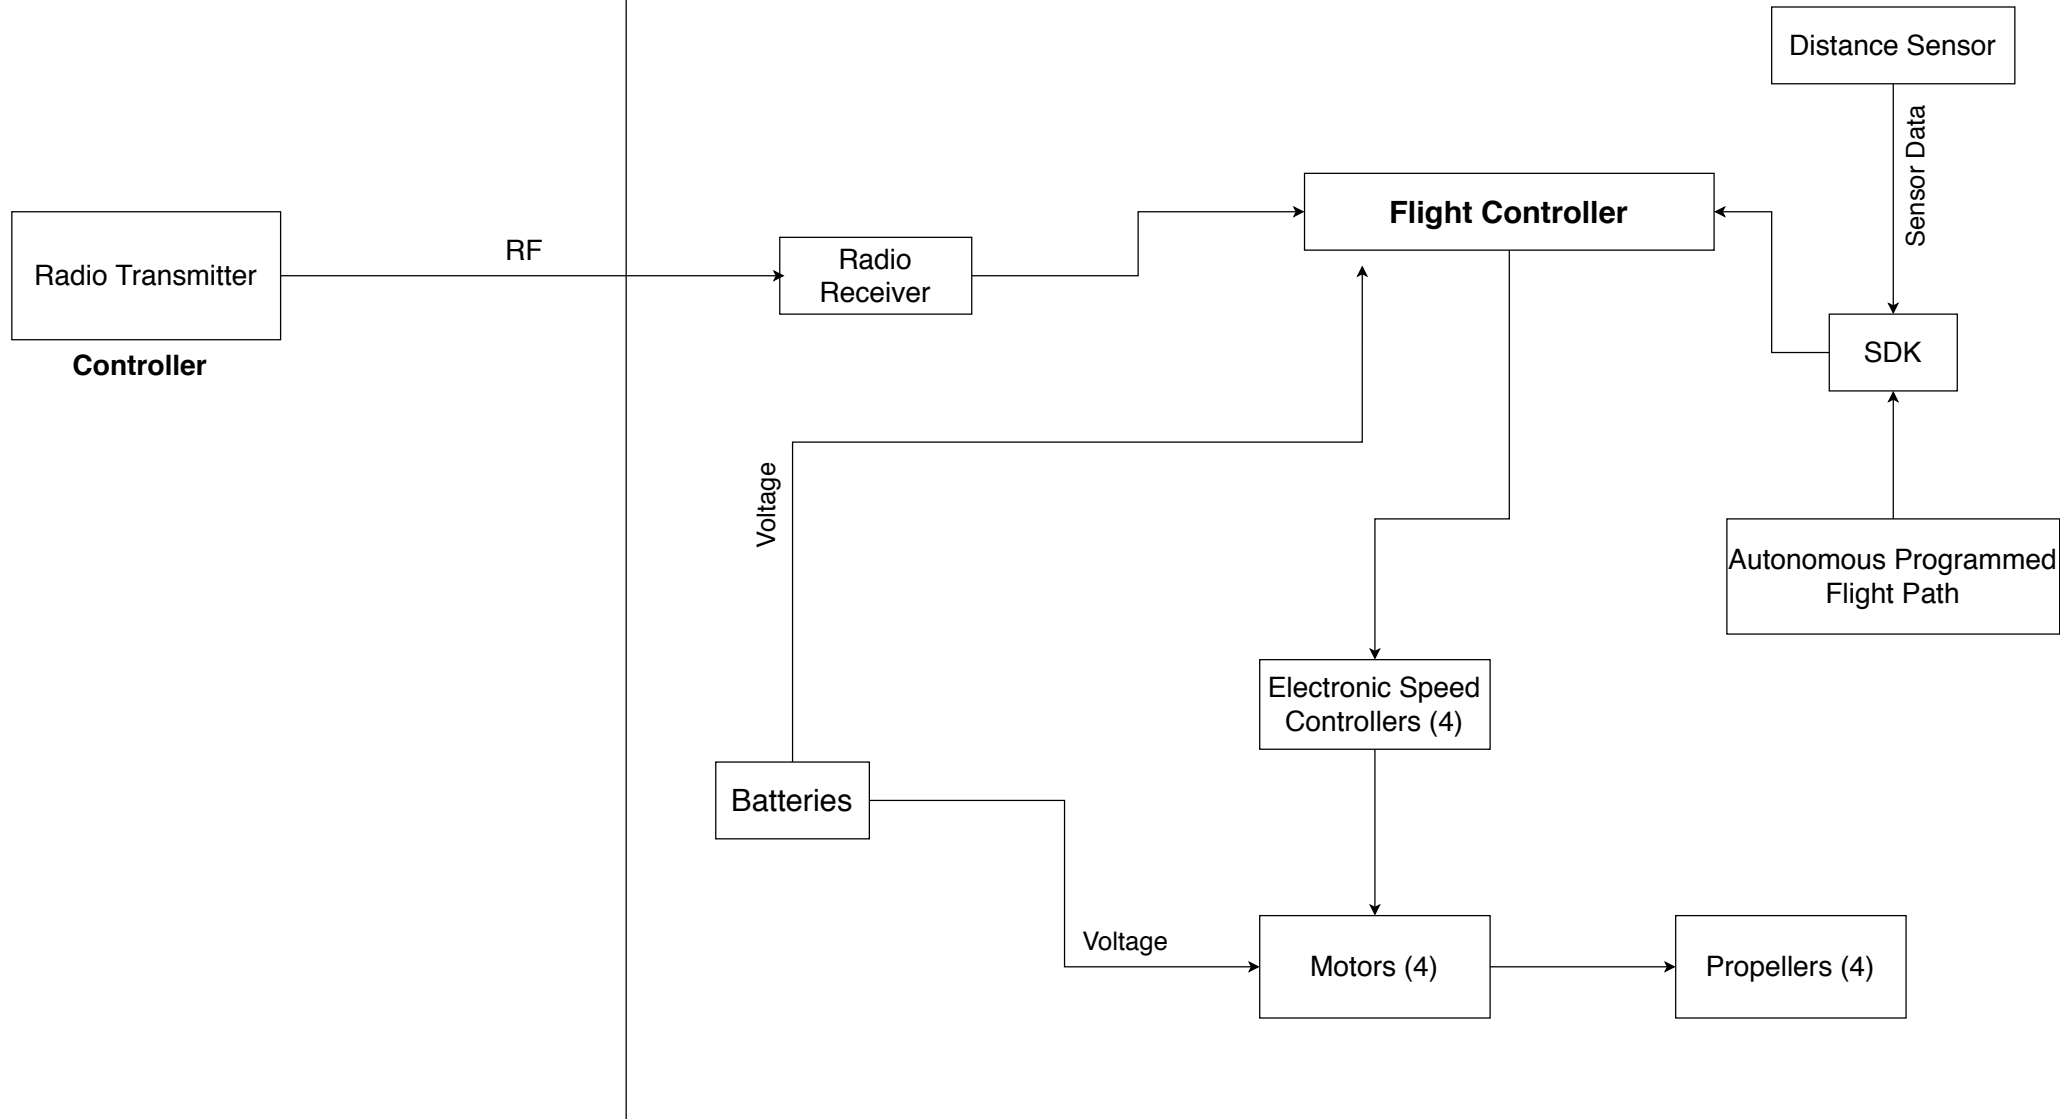 Distance Sensor
Sensor Data
Flight Controller
RF
Radio Transmitter
Radio
Receiver
Controller
SDK
Voltage
Autonomous Programmed
Flight Path
Electronic Speed
Controllers (4)
Batteries
Voltage
Motors (4)
Propellers (4)